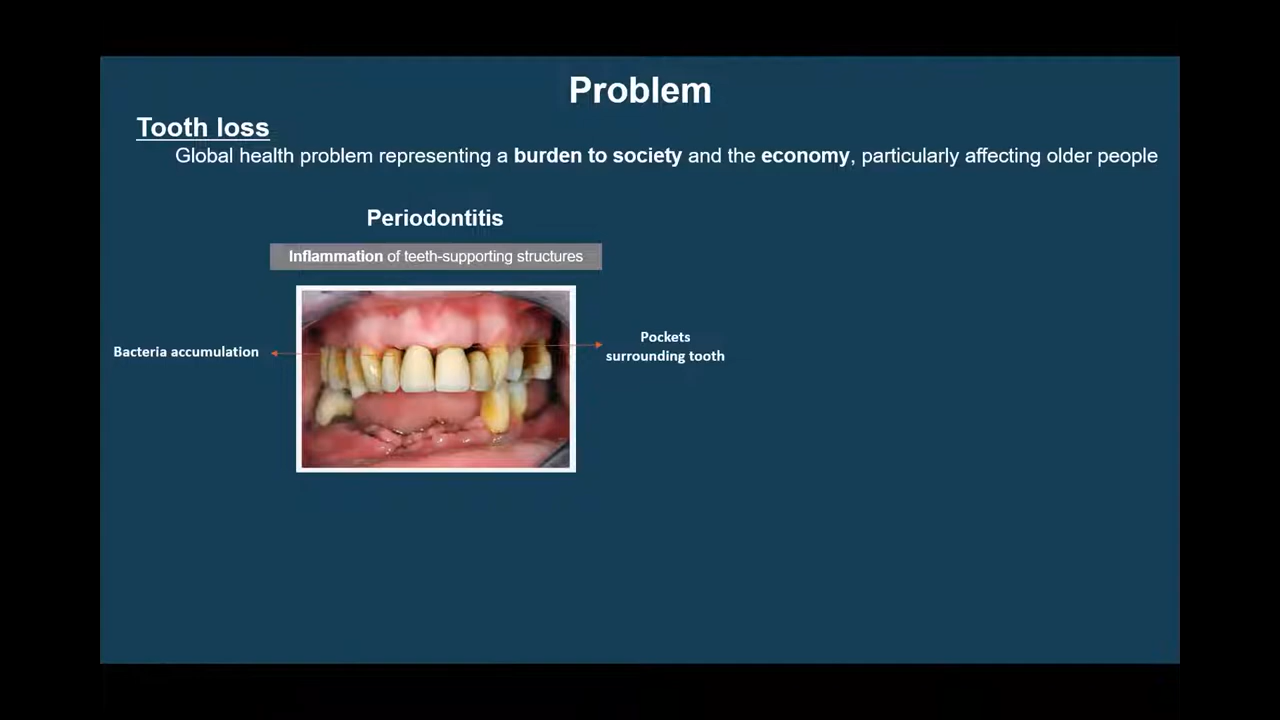 Problem
Tooth loss
Global health problem representing a burden to society and the economy, particularly affecting older people
Periodontitis
Inflammation of teeth-supporting structures
Bacteria accumulation
Pockets
surrounding tooth